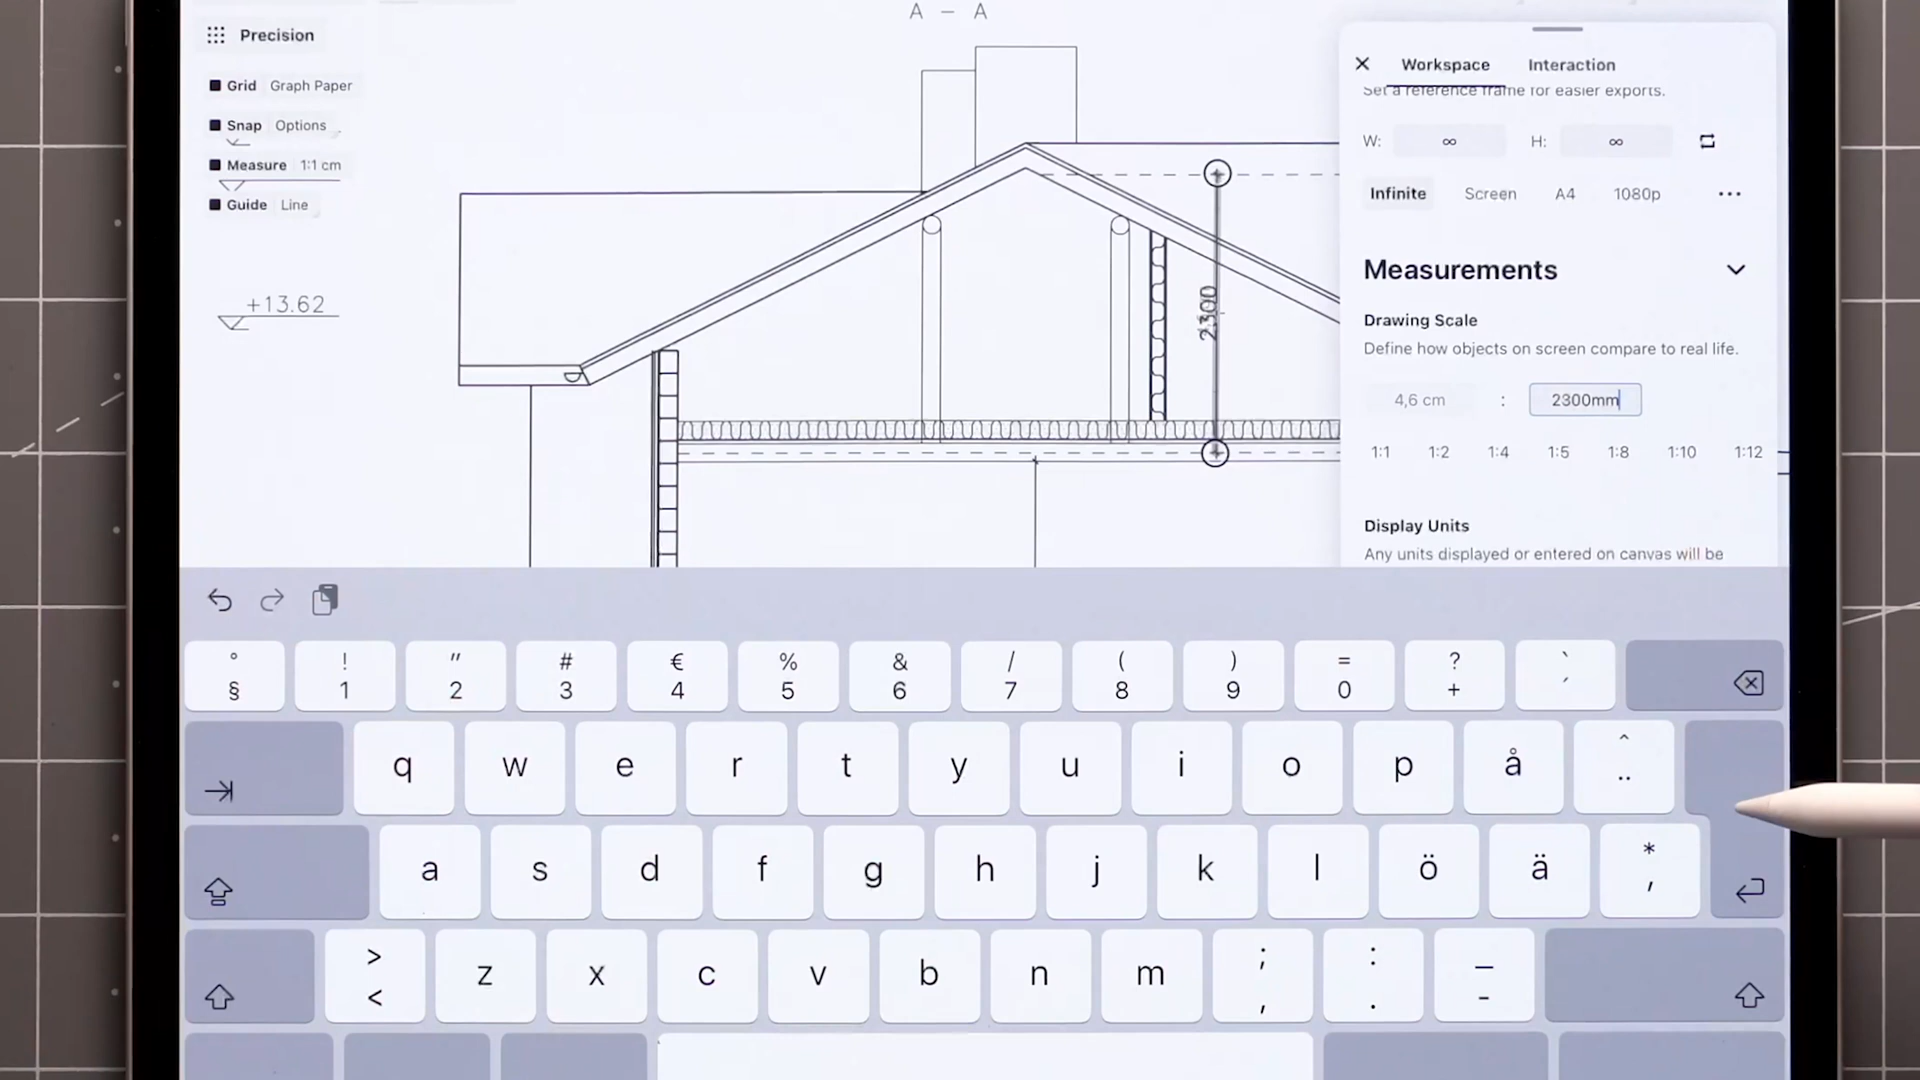 A – A
Precision
Grid Graph Paper
Snap Options
Measure 1:1 cm
Guide Line
+13.62
2300
Workspace Interaction
Set a reference frame for easier exports.
W: ∞ H: ∞
Infinite Screen A4 1080p ···
Measurements
Drawing Scale
Define how objects on screen compare to real life.
4,6 cm : 2300mm
1:1 1:2 1:4 1:5 1:8 1:10 1:12
Display Units
Any units displayed or entered on canvas will be
° ! " # € % & / ( ) = ? `
§ 1 2 3 4 5 6 7 8 9 0 + ´
q w e r t y u i o p å ^ ¨
a s d f g h j k l ö ä * '
> < z x c v b n m ; , : . _ -